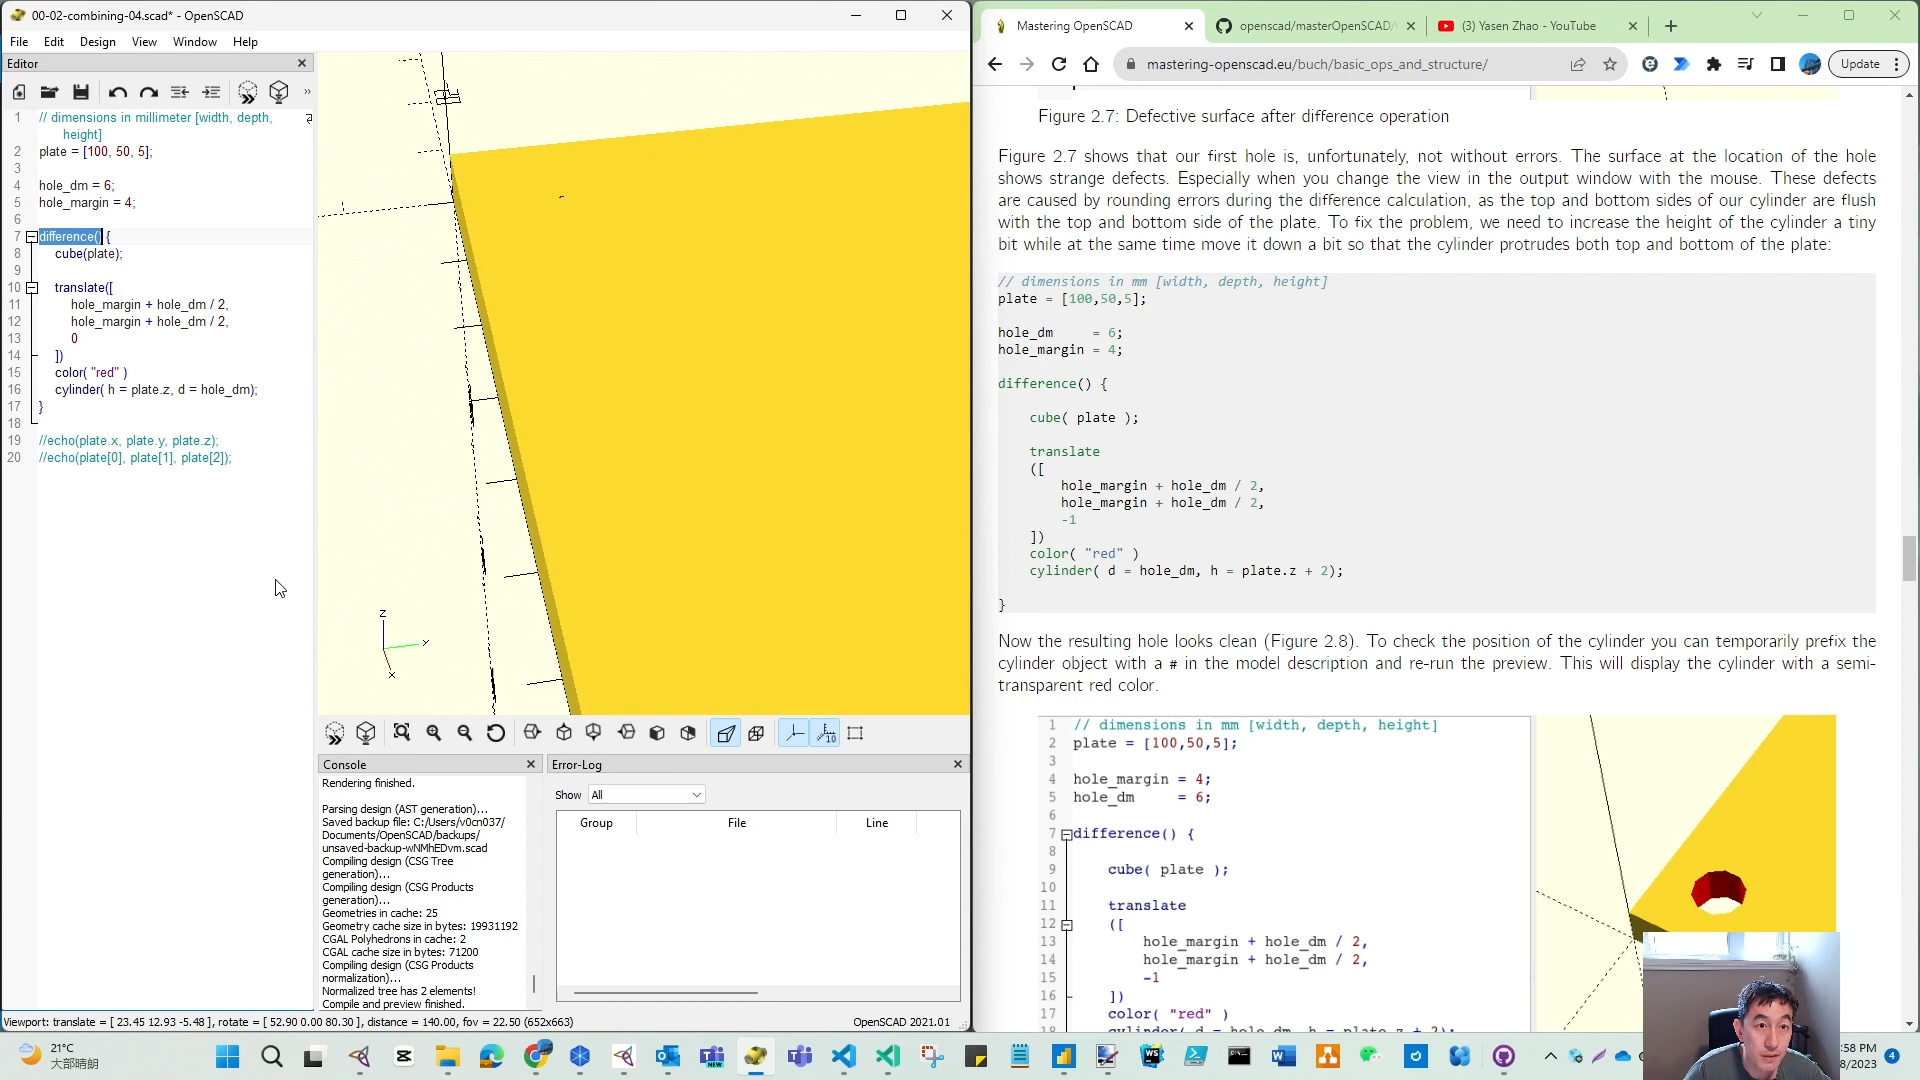 00-02-combining-04.scad* - OpenSCAD
File Edit Design View Window Help
Editor
1 // dimensions in millimeter [width, depth,
height]
2 plate = [100, 50, 5];
3
4 hole_dm = 6;
5 hole_margin = 4;
6
7 difference() {
8 cube(plate);
9
10 translate([
11 hole_margin + hole_dm / 2,
12 hole_margin + hole_dm / 2,
13 0
14 ])
15 color( "red" )
16 cylinder( h = plate.z, d = hole_dm);
17 }
18
19 //echo(plate.x, plate.y, plate.z);
20 //echo(plate[0], plate[1], plate[2]);
z
y
x
10
Console
Rendering finished.
Parsing design (AST generation)...
Saved backup file: C:/Users/v0cn037/
Documents/OpenSCAD/backups/
unsaved-backup-wNMhEDvm.scad
Compiling design (CSG Tree
generation)...
Compiling design (CSG Products
generation)...
Geometries in cache: 25
Geometry cache size in bytes: 19931192
CGAL Polyhedrons in cache: 2
CGAL cache size in bytes: 71200
Compiling design (CSG Products
normalization)...
Normalized tree has 2 elements!
Compile and preview finished.
Error-Log
Show All
Group File Line
Viewport: translate = [ 23.45 12.93 -5.48 ], rotate = [ 52.90 0.00 80.30 ], distance = 140.00, fov = 22.50 (652x663)
OpenSCAD 2021.01
Mastering OpenSCAD
openscad/masterOpenSCAD/
(3) Yasen Zhao - YouTube
mastering-openscad.eu/buch/basic_ops_and_structure/
Update
Figure 2.7: Defective surface after difference operation
Figure 2.7 shows that our first hole is, unfortunately, not without errors. The surface at the location of the hole
shows strange defects. Especially when you change the view in the output window with the mouse. These defects
are caused by rounding errors during the difference calculation, as the top and bottom sides of our cylinder are flush
with the top and bottom side of the plate. To fix the problem, we need to increase the height of the cylinder a tiny
bit while at the same time move it down a bit so that the cylinder protrudes both top and bottom of the plate:
// dimensions in mm [width, depth, height]
plate = [100,50,5];
hole_dm = 6;
hole_margin = 4;
difference() {
cube( plate );
translate
([
hole_margin + hole_dm / 2,
hole_margin + hole_dm / 2,
-1
])
color( "red" )
cylinder( d = hole_dm, h = plate.z + 2);
}
Now the resulting hole looks clean (Figure 2.8). To check the position of the cylinder you can temporarily prefix the
cylinder object with a # in the model description and re-run the preview. This will display the cylinder with a semi-
transparent red color.
1 // dimensions in mm [width, depth, height]
2 plate = [100,50,5];
3
4 hole_margin = 4;
5 hole_dm = 6;
6
7 difference() {
8
9 cube( plate );
10
11 translate
12 ([
13 hole_margin + hole_dm / 2,
14 hole_margin + hole_dm / 2,
15 -1
16 ])
17 color( "red" )
18 cylinder( d = hole_dm, h = plate.z + 2);
21°C
大部晴朗
NEW
WS
:58 PM
8/2023
4